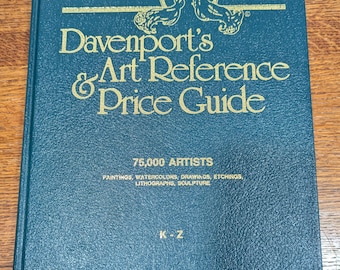 Davenport's
Art Reference
& Price Guide
75,000 ARTISTS
PAINTINGS, WATERCOLORS, DRAWINGS, ETCHINGS,
LITHOGRAPHS, SCULPTURE
K - Z